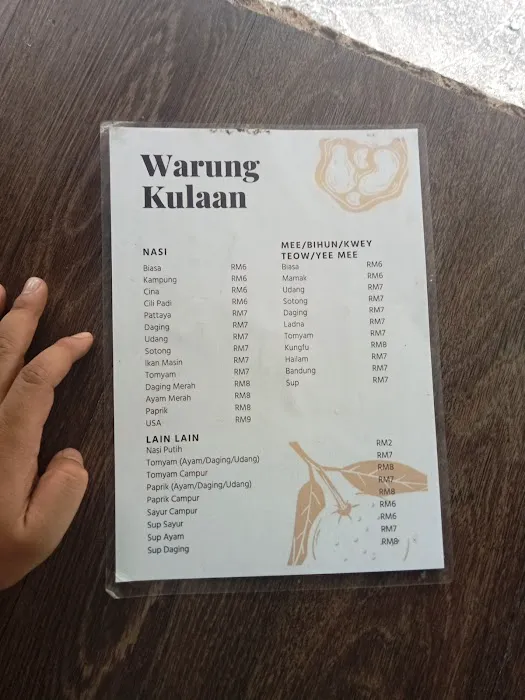 Warung
Kulaan
NASI
Biasa RM6
Kampung RM6
Cina RM6
Cili Padi RM6
Pattaya RM7
Daging RM7
Udang RM7
Sotong RM7
Ikan Masin RM7
Tomyam RM7
Daging Merah RM8
Ayam Merah RM8
Paprik RM8
USA RM9
MEE/BIHUN/KWEY
TEOW/YEE MEE
Biasa RM6
Mamak RM6
Udang RM7
Sotong RM7
Daging RM7
Ladna RM7
Tomyam RM7
Kungfu RM8
Hailam RM7
Bandung RM7
Sup RM7
LAIN LAIN
Nasi Putih RM2
Tomyam (Ayam/Daging/Udang) RM7
Tomyam Campur RM8
Paprik (Ayam/Daging/Udang) RM7
Paprik Campur RM8
Sayur Campur RM6
Sup Sayur RM6
Sup Ayam RM7
Sup Daging RM8